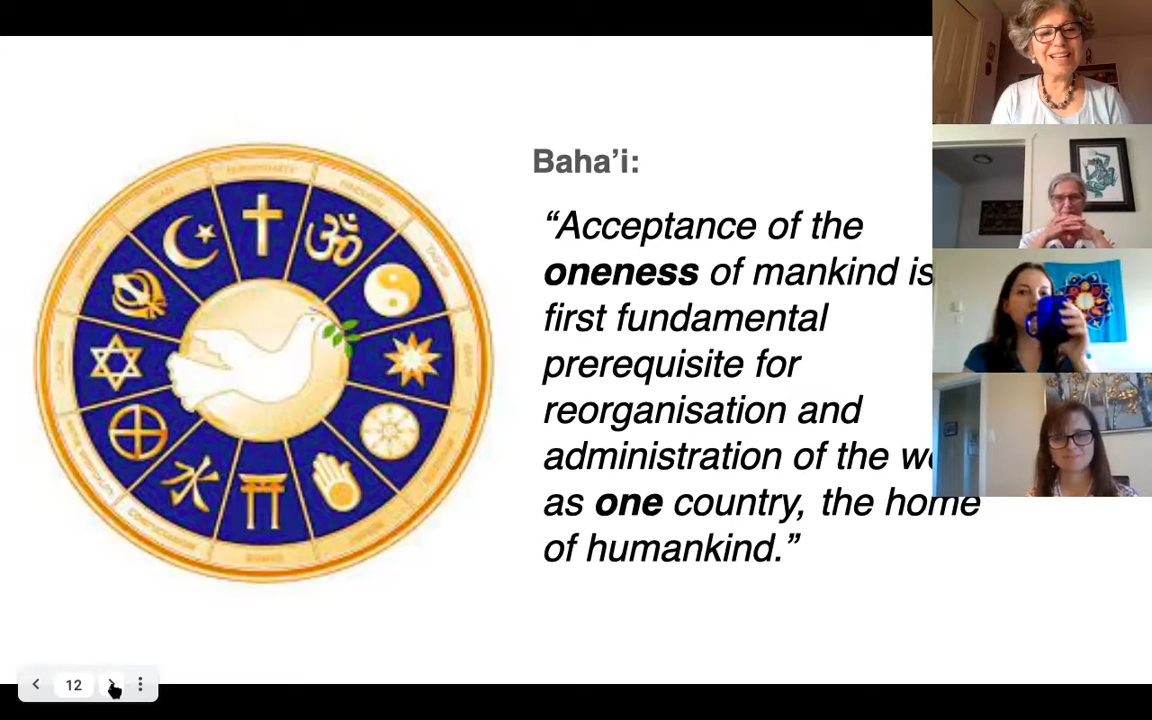 Baha’i:
“Acceptance of the
oneness of mankind is
first fundamental
prerequisite for
reorganisation and
administration of the
as one country, the home
of humankind.”
12